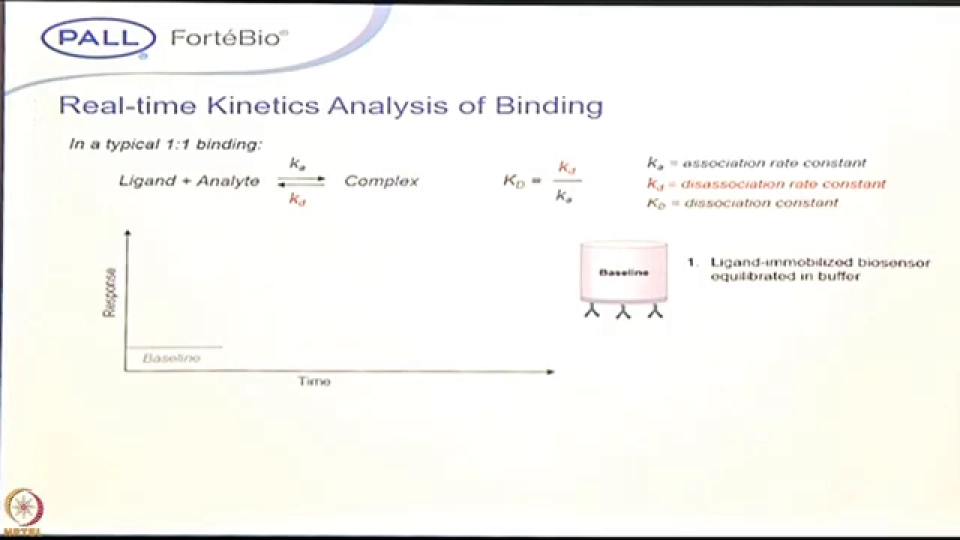 PALL FortéBio®
Real-time Kinetics Analysis of Binding
In a typical 1:1 binding:
Ligand + Analyte ka kd Complex
KD = kd / ka
ka = association rate constant
kd = disassociation rate constant
KD = dissociation constant
Response
Baseline
Time
Baseline
1. Ligand-immobilized biosensor
equilibrated in buffer
NPTEL